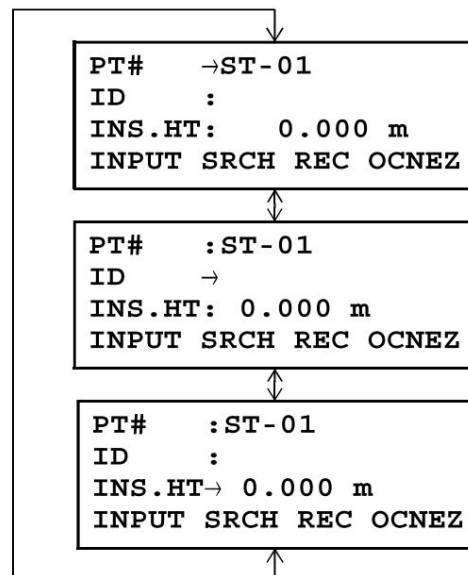 PT# →ST-01
ID :
INS.HT: 0.000 m
INPUT SRCH REC OCNEZ
PT# :ST-01
ID →
INS.HT: 0.000 m
INPUT SRCH REC OCNEZ
PT# :ST-01
ID :
INS.HT→ 0.000 m
INPUT SRCH REC OCNEZ